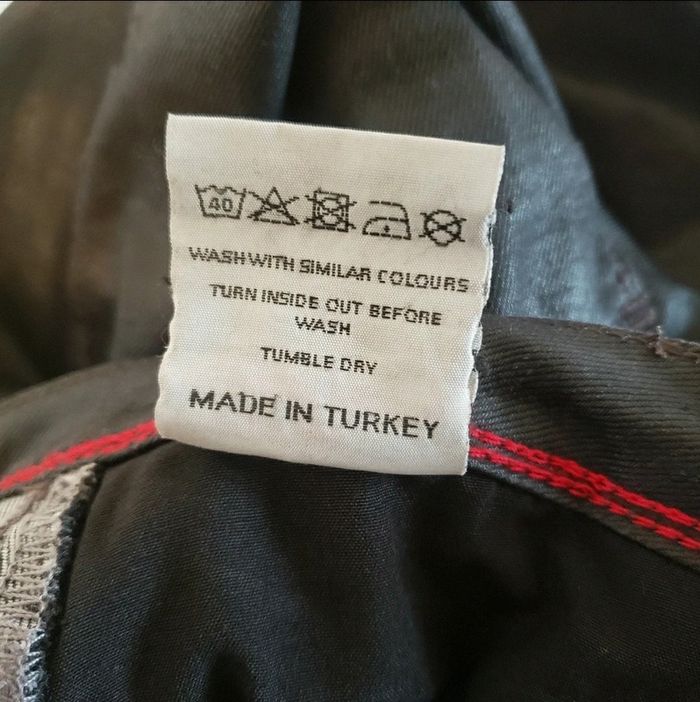 40
WASH WITH SIMILAR COLOURS
TURN INSIDE OUT BEFORE
WASH
TUMBLE DRY
MADE IN TURKEY